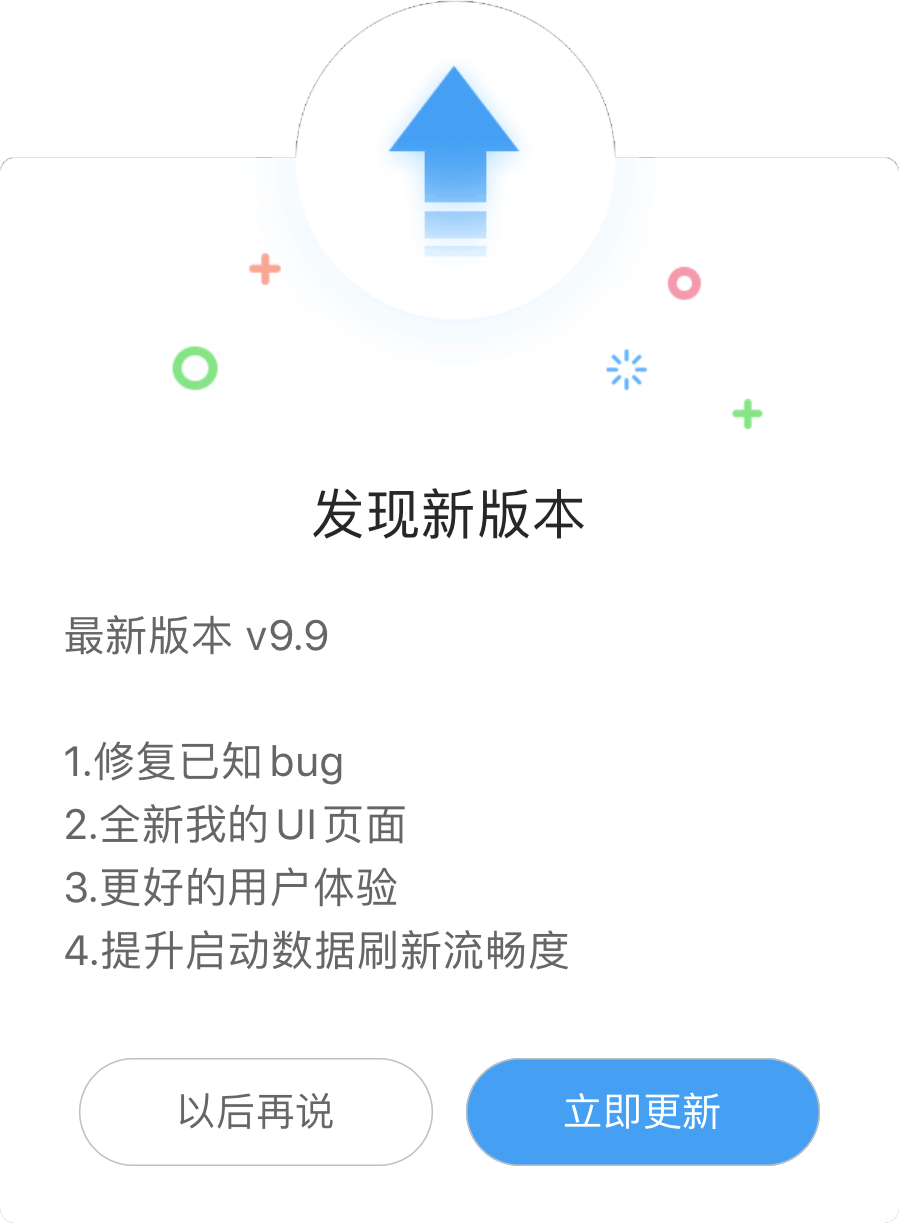 发现新版本
最新版本 v9.9
1.修复已知bug
2.全新我的UI页面
3.更好的用户体验
4.提升启动数据刷新流畅度
以后再说
立即更新